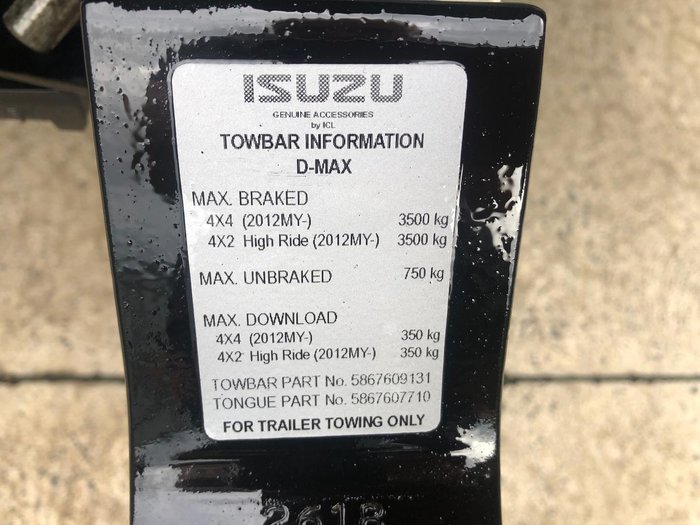 ISUZU
GENUINE ACCESSORIES
by ICL
TOWBAR INFORMATION
D-MAX
MAX. BRAKED
4X4 (2012MY-) 3500 kg
4X2 High Ride (2012MY-) 3500 kg
MAX. UNBRAKED 750 kg
MAX. DOWNLOAD
4X4 (2012MY-) 350 kg
4X2 High Ride (2012MY-) 350 kg
TOWBAR PART No. 5867609131
TONGUE PART No. 5867607710
FOR TRAILER TOWING ONLY
2618